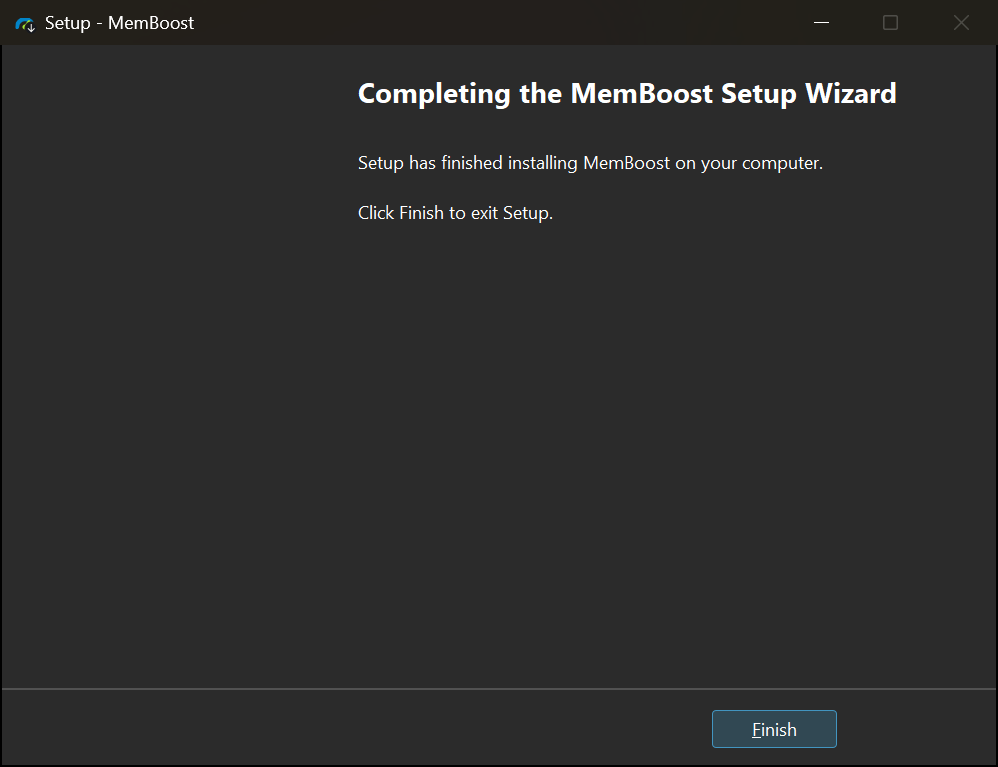 Setup - MemBoost
Completing the MemBoost Setup Wizard
Setup has finished installing MemBoost on your computer.
Click Finish to exit Setup.
Finish